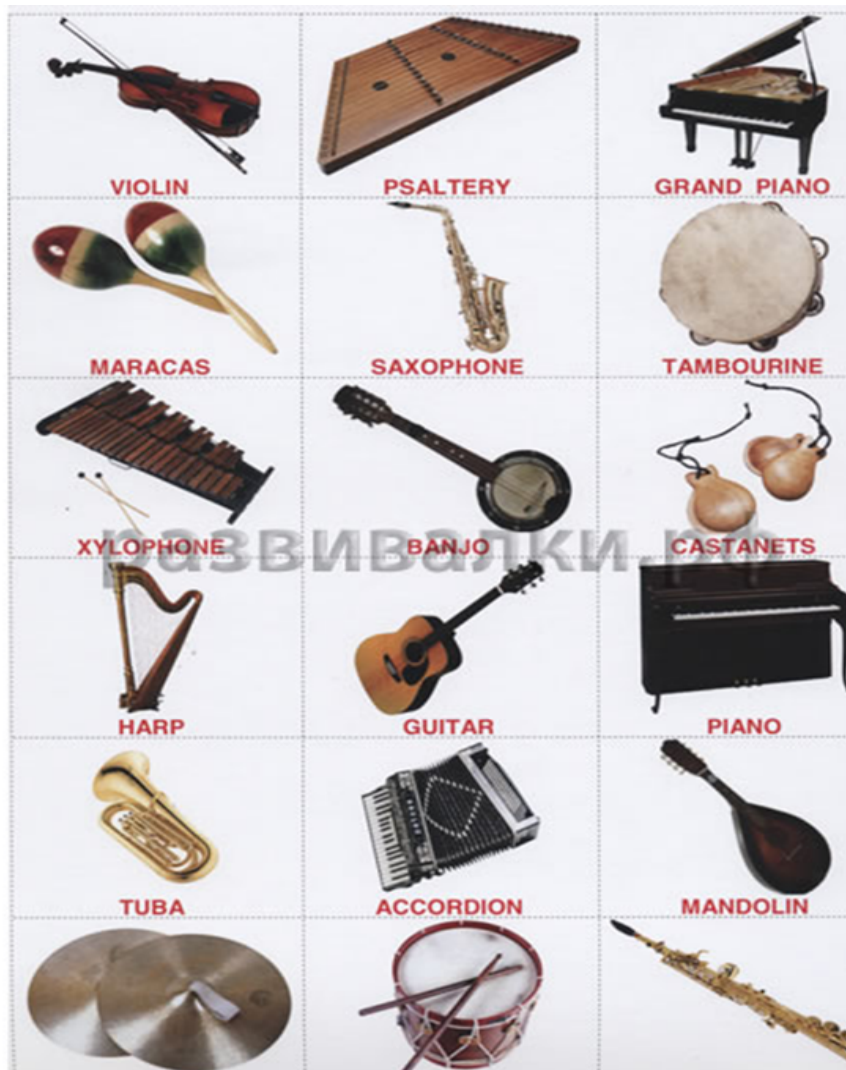 VIOLIN
PSALTERY
GRAND PIANO
MARACAS
SAXOPHONE
TAMBOURINE
XYLOPHONE
BANJO
CASTANETS
развивалки.рф
HARP
GUITAR
PIANO
TUBA
ACCORDION
MANDOLIN